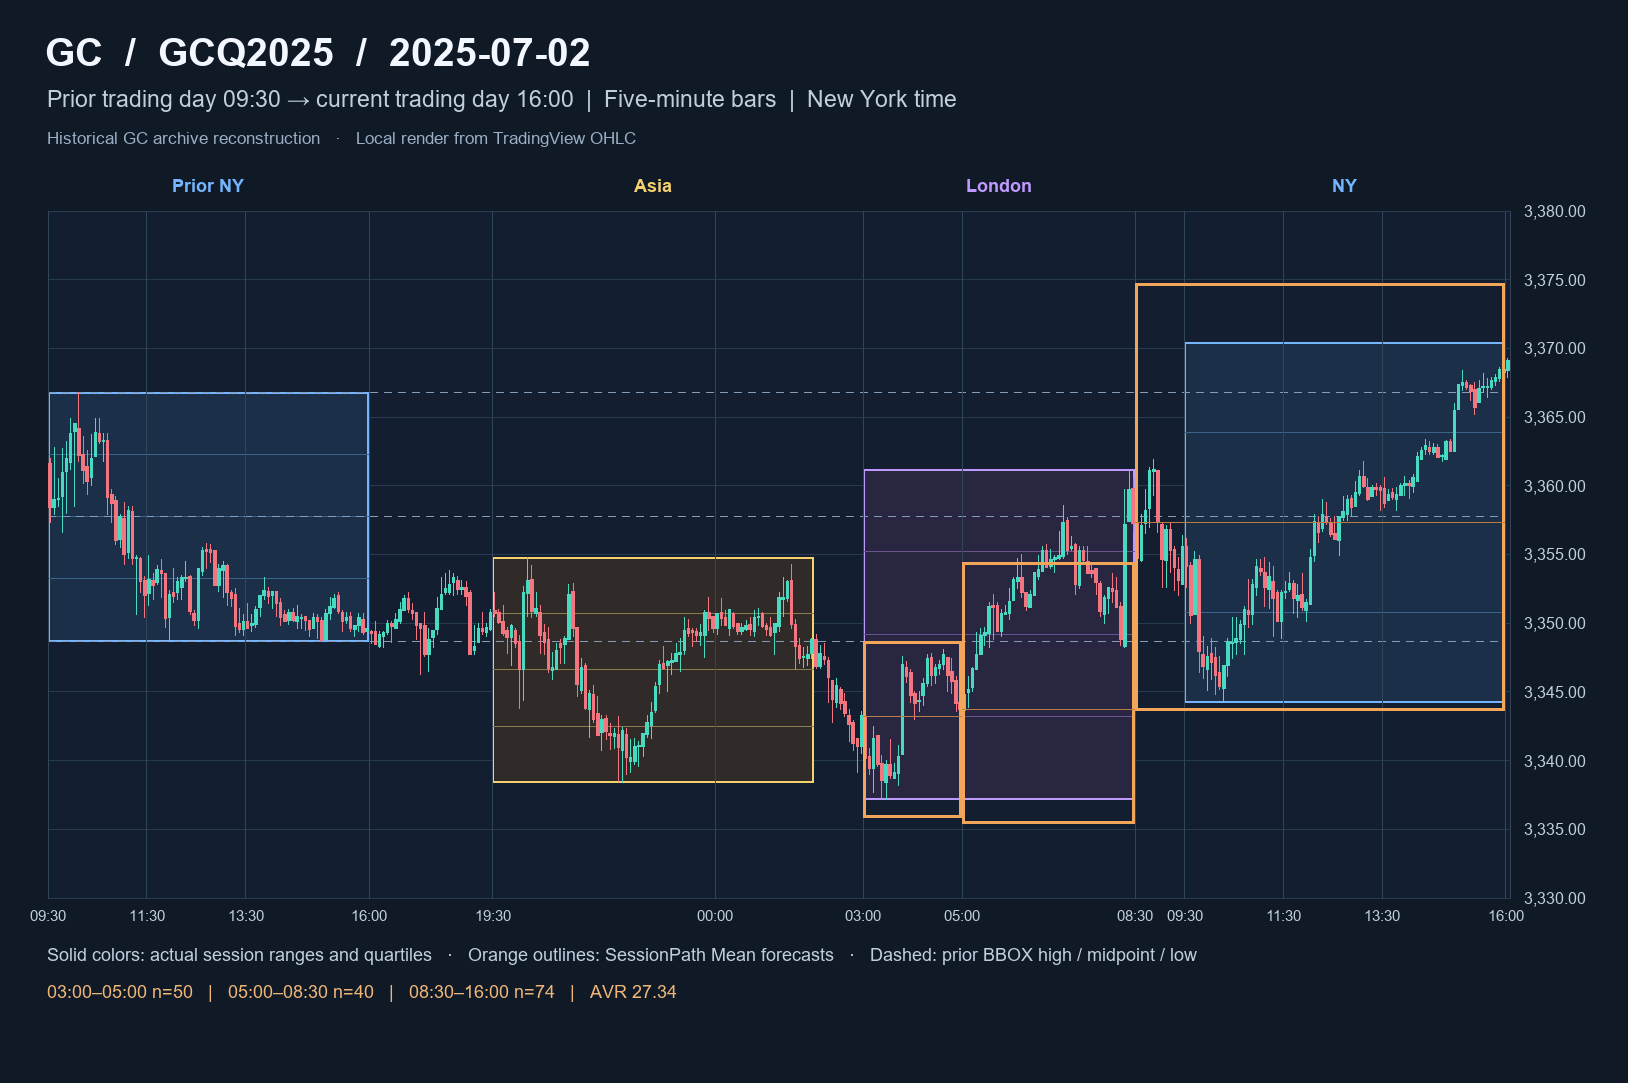 GC / GCQ2025 / 2025-07-02
Prior trading day 09:30 → current trading day 16:00 | Five-minute bars | New York time
Historical GC archive reconstruction · Local render from TradingView OHLC
Prior NY
Asia
London
NY
3,380.00
3,375.00
3,370.00
3,365.00
3,360.00
3,355.00
3,350.00
3,345.00
3,340.00
3,335.00
3,330.00
09:30 11:30 13:30 16:00 19:30 00:00 03:00 05:00 08:30 09:30 11:30 13:30 16:00
Solid colors: actual session ranges and quartiles · Orange outlines: SessionPath Mean forecasts · Dashed: prior BBOX high / midpoint / low
03:00–05:00 n=50 | 05:00–08:30 n=40 | 08:30–16:00 n=74 | AVR 27.34